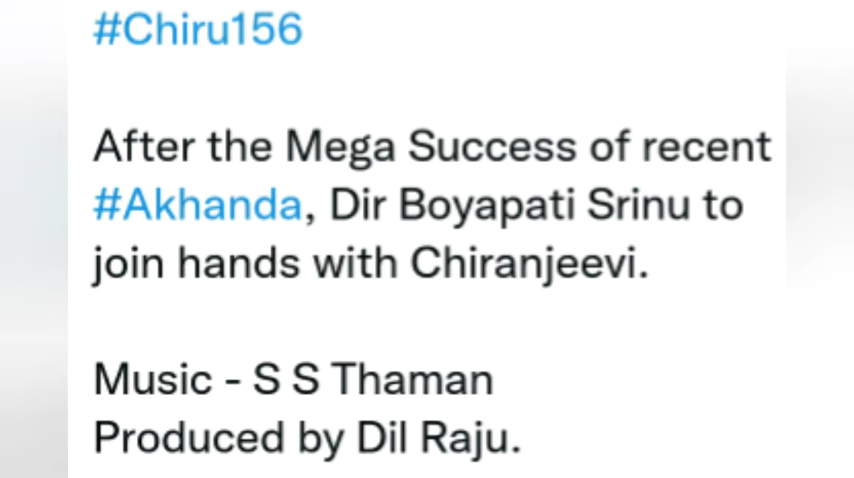 #Chiru156
After the Mega Success of recent
#Akhanda, Dir Boyapati Srinu to
join hands with Chiranjeevi.
Music - S S Thaman
Produced by Dil Raju.